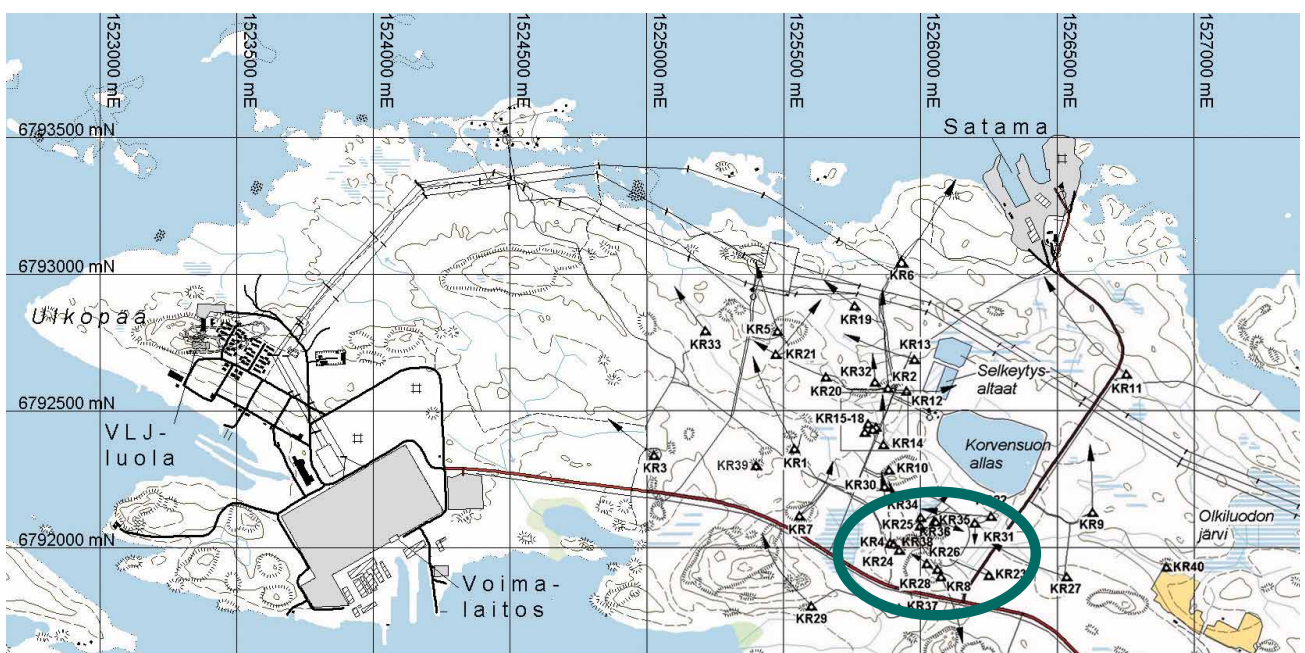 1523000 mE
1523500 mE
1524000 mE
1524500 mE
1525000 mE
1525500 mE
1526000 mE
1526500 mE
1527000 mE
6793500 mN
Satama
6793000 mN
KR6
Ulkopää
KR19
KR5
KR33
KR21
KR13
KR32
KR2
Selkeytys-
altaat
KR11
KR20
KR12
6792500 mN
VLJ-
luola
KR15-18
KR14
Korvensuon
allas
KR3
KR39
KR1
KR10
KR30
KR34
KR7
KR25
KR35
KR36
KR31
KR9
Olkiluodon
järvi
6792000 mN
KR4
KR38
KR24
KR26
KR28
KR8
KR23
KR27
KR40
Voima-
laitos
KR37
KR29